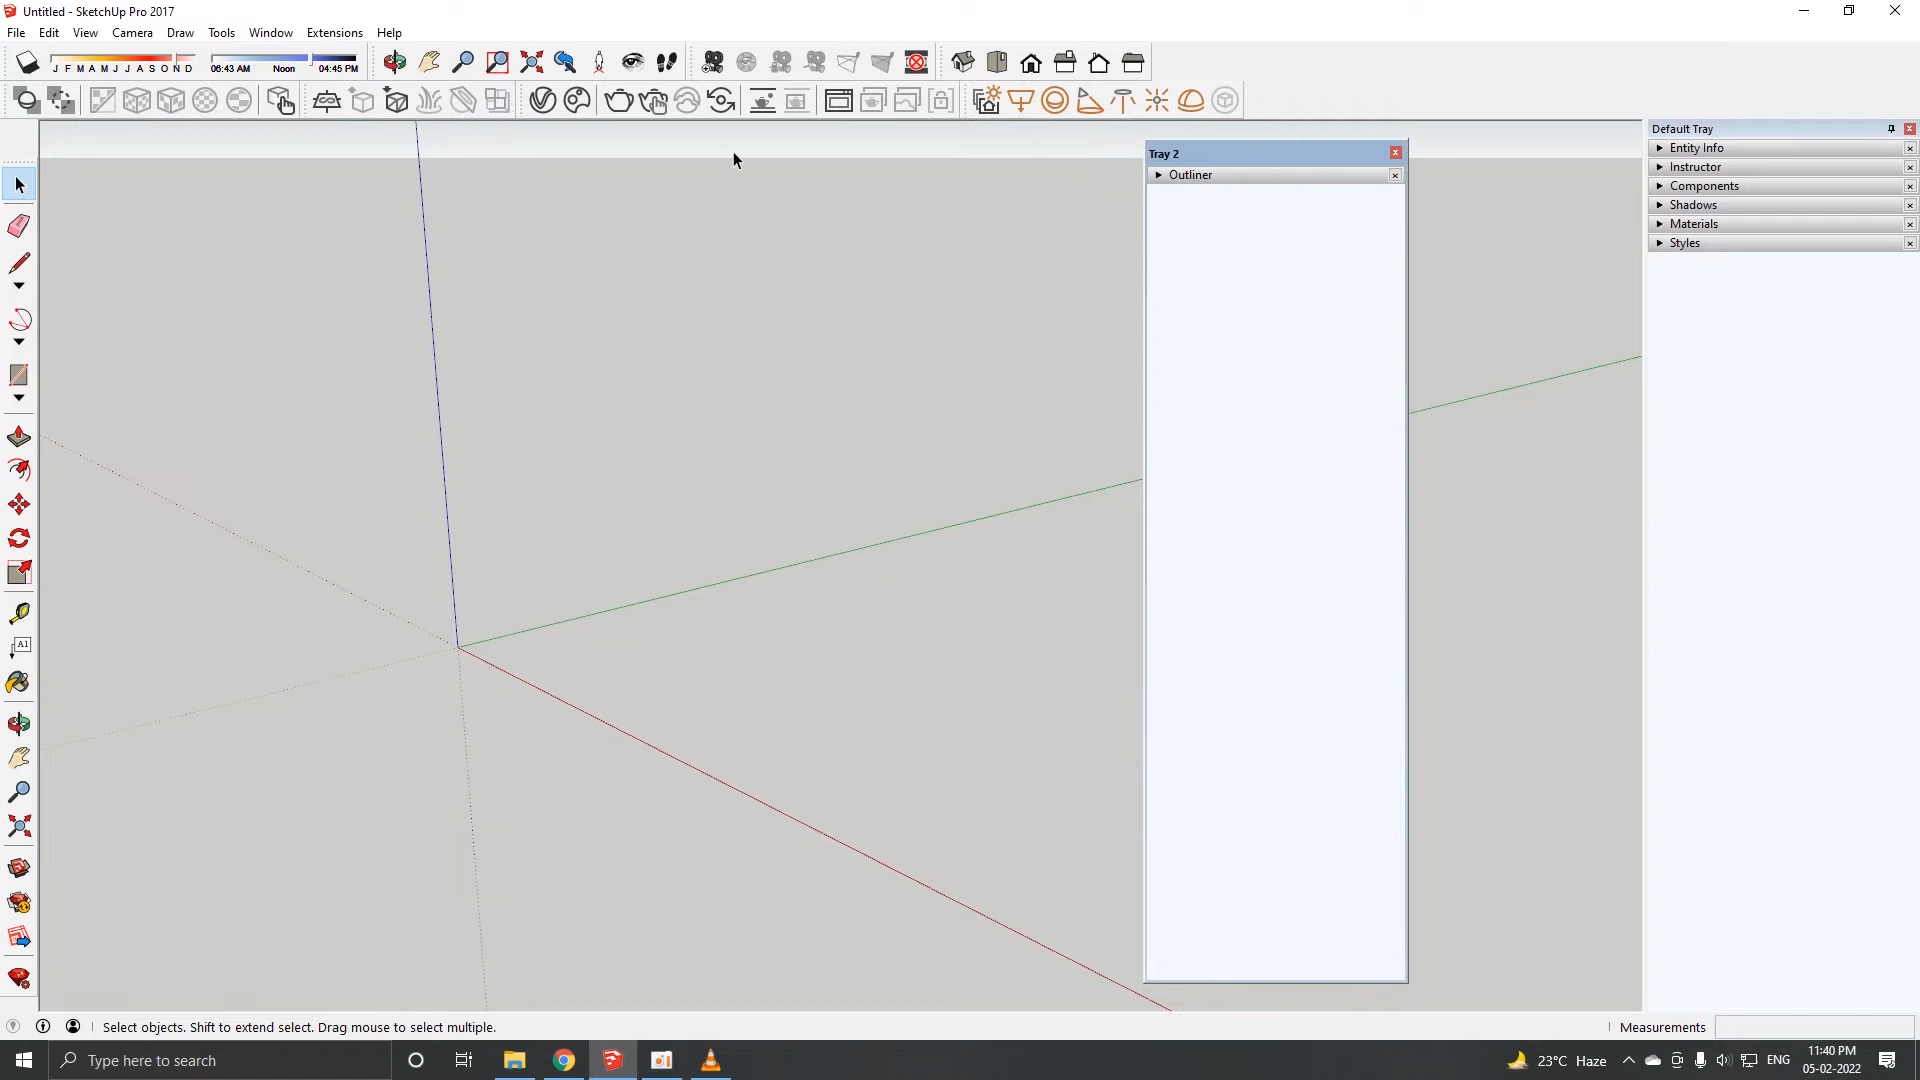 Untitled - SketchUp Pro 2017
File Edit View Camera Draw Tools Window Extensions Help
J F M A M J J A S O N D 06:43 AM Noon 04:45 PM
Default Tray
Entity Info
Instructor
Components
Shadows
Materials
Styles
Tray 2
Outliner
A1
Select objects. Shift to extend select. Drag mouse to select multiple.
Measurements
Type here to search
23°C Haze
ENG
11:40 PM
05-02-2022